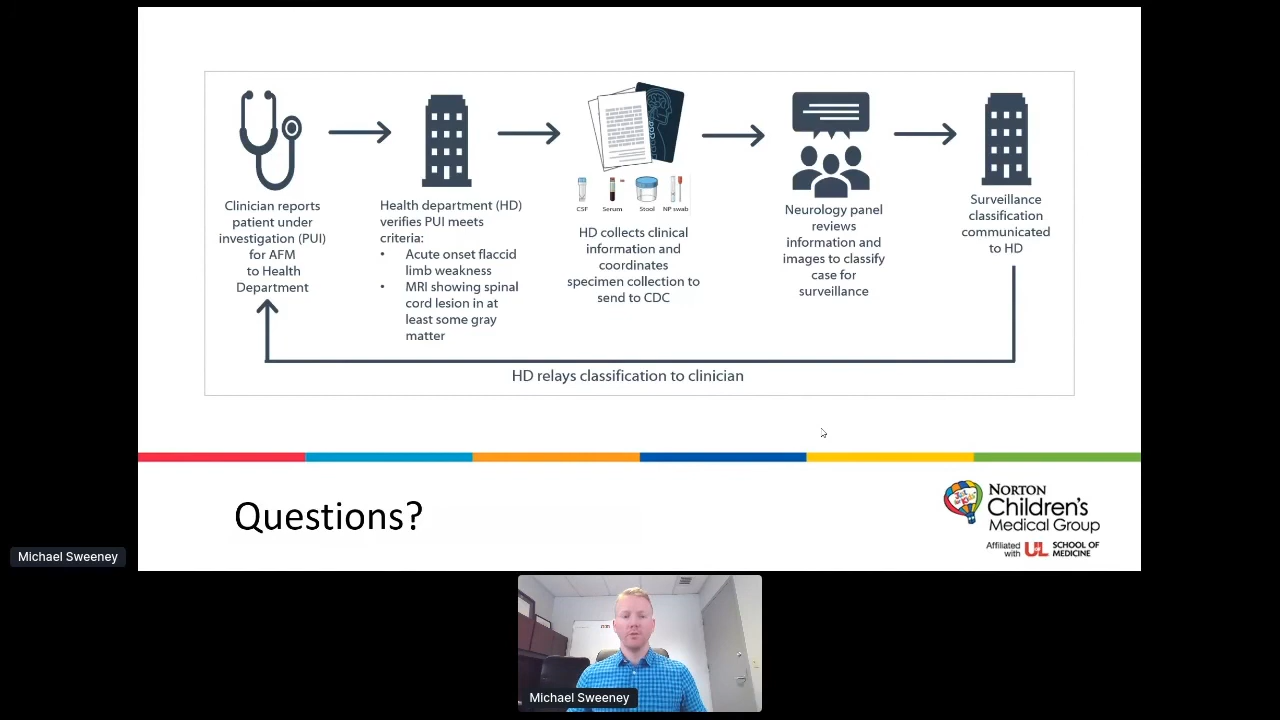 Clinician reports
patient under
investigation (PUI)
for AFM
to Health
Department
Health department (HD)
verifies PUI meets
criteria:
• Acute onset flaccid
limb weakness
• MRI showing spinal
cord lesion in at
least some gray
matter
CSF Serum Stool NP swab
HD collects clinical
information and
coordinates
specimen collection to
send to CDC
Neurology panel
reviews
information and
images to classify
case for
surveillance
Surveillance
classification
communicated
to HD
HD relays classification to clinician
Questions?
Just for Kids
NORTON
Children's
Medical Group
Affiliated
with
UL
SCHOOL OF
MEDICINE
Michael Sweeney
Michael Sweeney